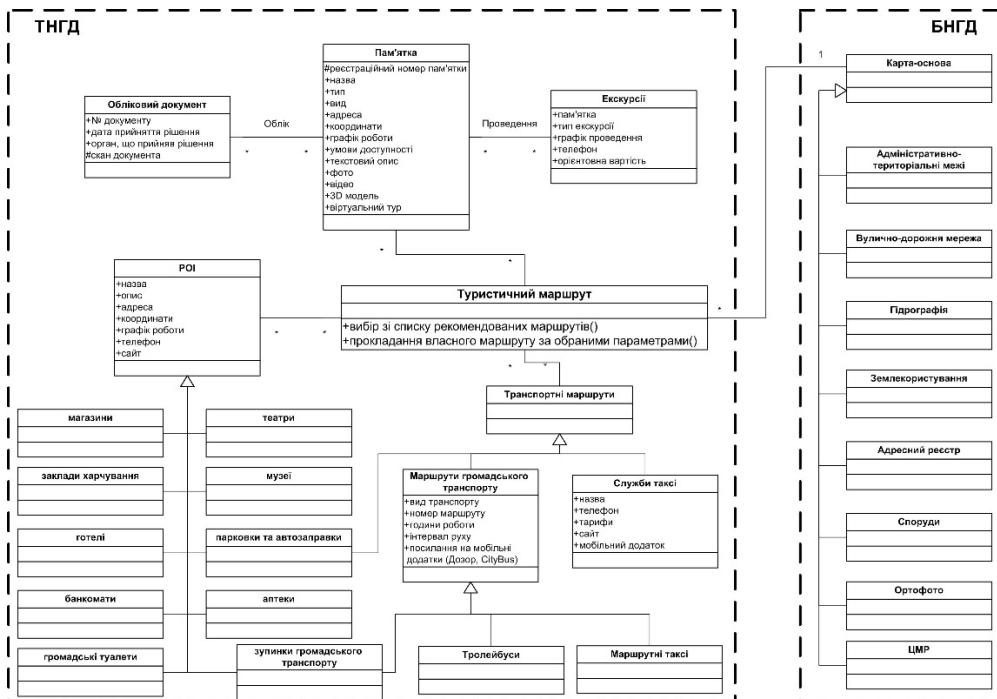 ТНГД
Пам'ятка
#реєстраційний номер пам'ятки
+назва
+тип
+вид
+адреса
+координати
+графік роботи
+умови доступності
+текстовий опис
+фото
+відео
+3D модель
+віртуальний тур
Обліковий документ
+№ документу
+дата прийняття рішення
+орган, що прийняв рішення
#скан документа
Облік
*
*
Проведення
*
*
Екскурсії
+пам'ятка
+тип екскурсії
+графік проведення
+телефон
+орієнтовна вартість
*
*
POI
+назва
+опис
+адреса
+координати
+графік роботи
+телефон
+сайт
*
*
Туристичний маршрут
+вибір зі списку рекомендованих маршрутів()
+прокладання власного маршруту за обраними параметрами()
*
*
*
Транспортні маршрути
магазини
театри
заклади харчування
музеї
готелі
парковки та автозаправки
банкомати
аптеки
громадські туалети
зупинки громадського
транспорту
Маршрути громадського
транспорту
+вид транспорту
+номер маршруту
+години роботи
+інтервал руху
+посилання на мобільні
додатки (Дозор, CityBus)
Служби таксі
+назва
+телефон
+тарифи
+сайт
+мобільний додаток
Тролейбуси
Маршрутні таксі
БНГД
1
Карта-основа
Адміністративно-
територіальні межі
Вулично-дорожня мережа
Гідрографія
Землекористування
Адресний реєстр
Споруди
Ортофото
ЦМР